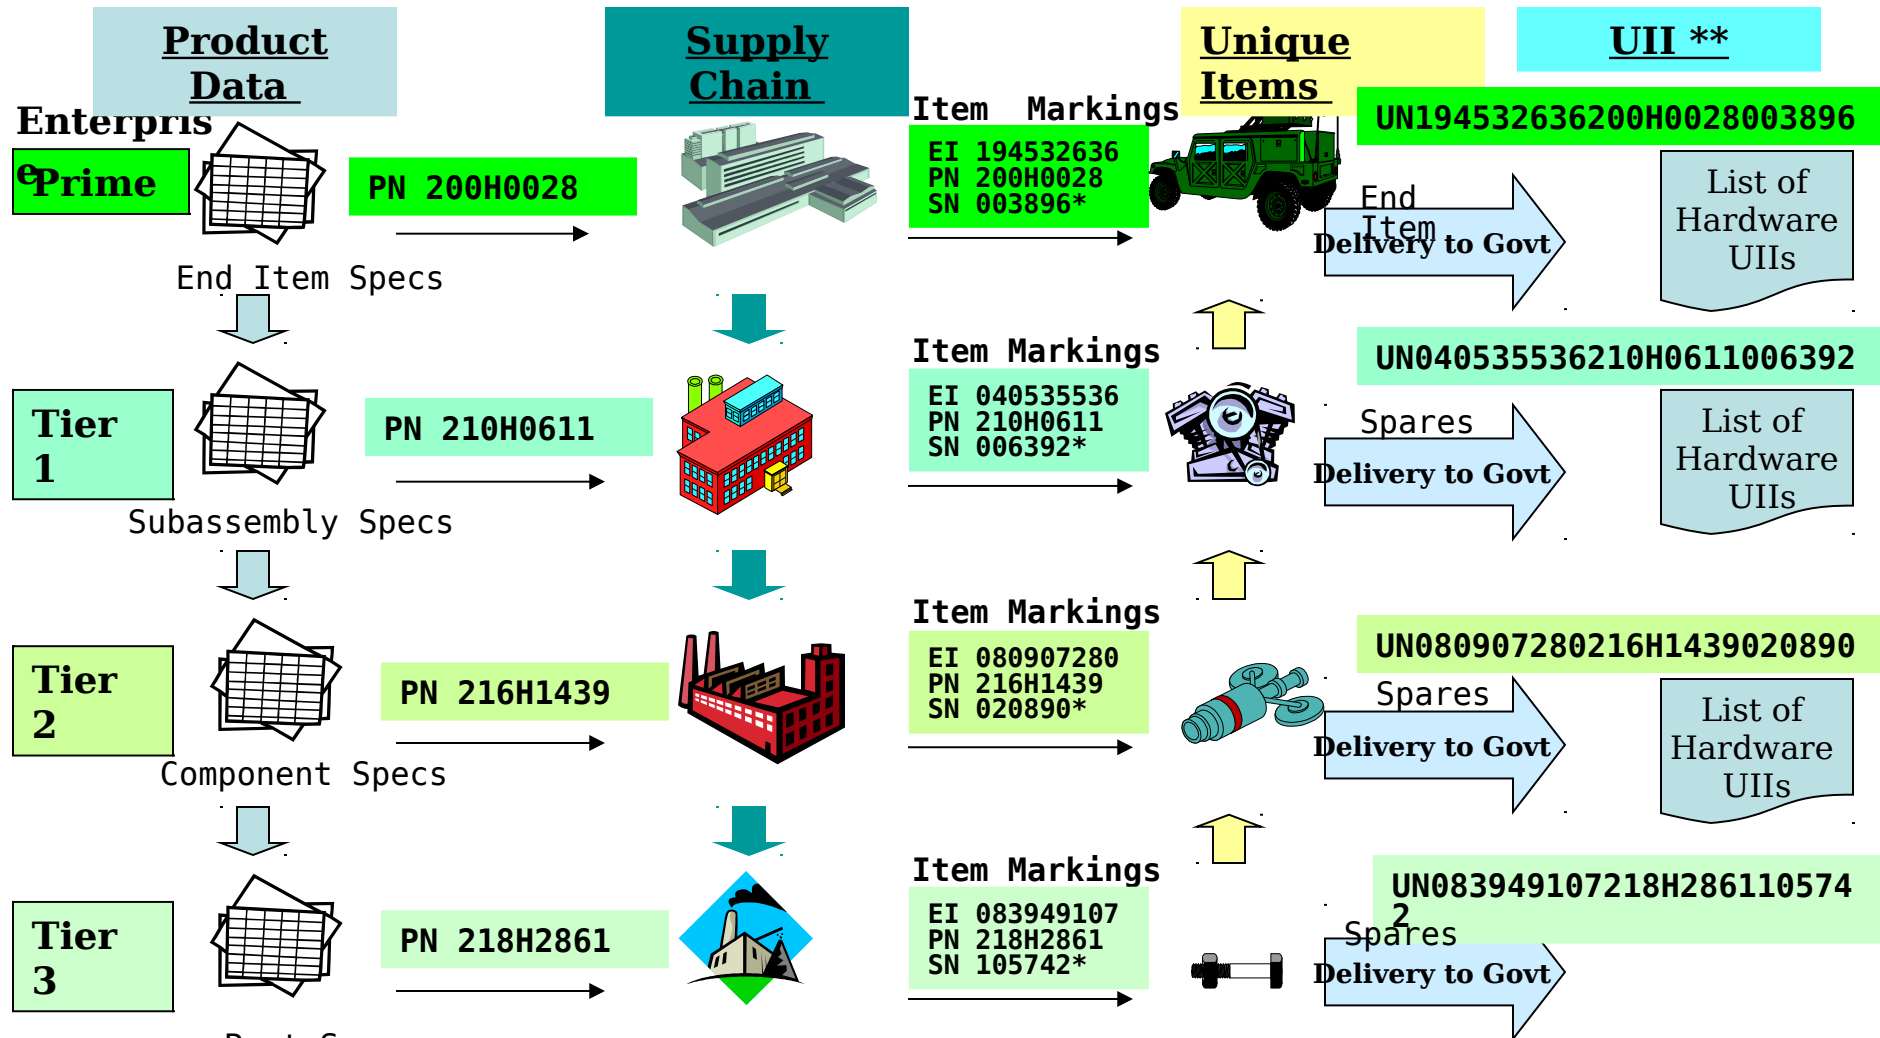 Product
Data
Supply
Chain
Unique
Items
UII **
Enterpris
e
Prime
PN 200H0028
End Item Specs
Item Markings
EI 194532636
PN 200H0028
SN 003896*
UN194532636200H0028003896
End
Item
Delivery to Govt
List of
Hardware
UIIs
Tier
1
PN 210H0611
Subassembly Specs
Item Markings
EI 040535536
PN 210H0611
SN 006392*
UN040535536210H0611006392
Spares
Delivery to Govt
List of
Hardware
UIIs
Tier
2
PN 216H1439
Component Specs
Item Markings
EI 080907280
PN 216H1439
SN 020890*
UN080907280216H1439020890
Spares
Delivery to Govt
List of
Hardware
UIIs
Tier
3
PN 218H2861
Item Markings
EI 083949107
PN 218H2861
SN 105742*
UN083949107218H286110574
2
Spares
Delivery to Govt